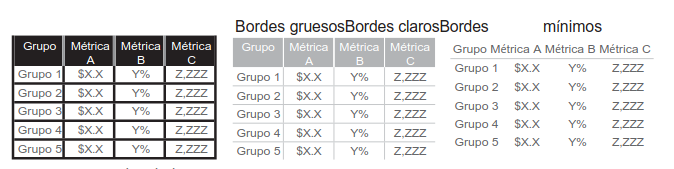 Bordes gruesosBordes clarosBordes mínimos
Grupo Métrica A Métrica B Métrica C
Grupo 1 $X.X Y% Z,ZZZ
Grupo 2 $X.X Y% Z,ZZZ
Grupo 3 $X.X Y% Z,ZZZ
Grupo 4 $X.X Y% Z,ZZZ
Grupo 5 $X.X Y% Z,ZZZ
Grupo Métrica A Métrica B Métrica C
Grupo 1 $X.X Y% Z,ZZZ
Grupo 2 $X.X Y% Z,ZZZ
Grupo 3 $X.X Y% Z,ZZZ
Grupo 4 $X.X Y% Z,ZZZ
Grupo 5 $X.X Y% Z,ZZZ
Grupo Métrica A Métrica B Métrica C
Grupo 1 $X.X Y% Z,ZZZ
Grupo 2 $X.X Y% Z,ZZZ
Grupo 3 $X.X Y% Z,ZZZ
Grupo 4 $X.X Y% Z,ZZZ
Grupo 5 $X.X Y% Z,ZZZ